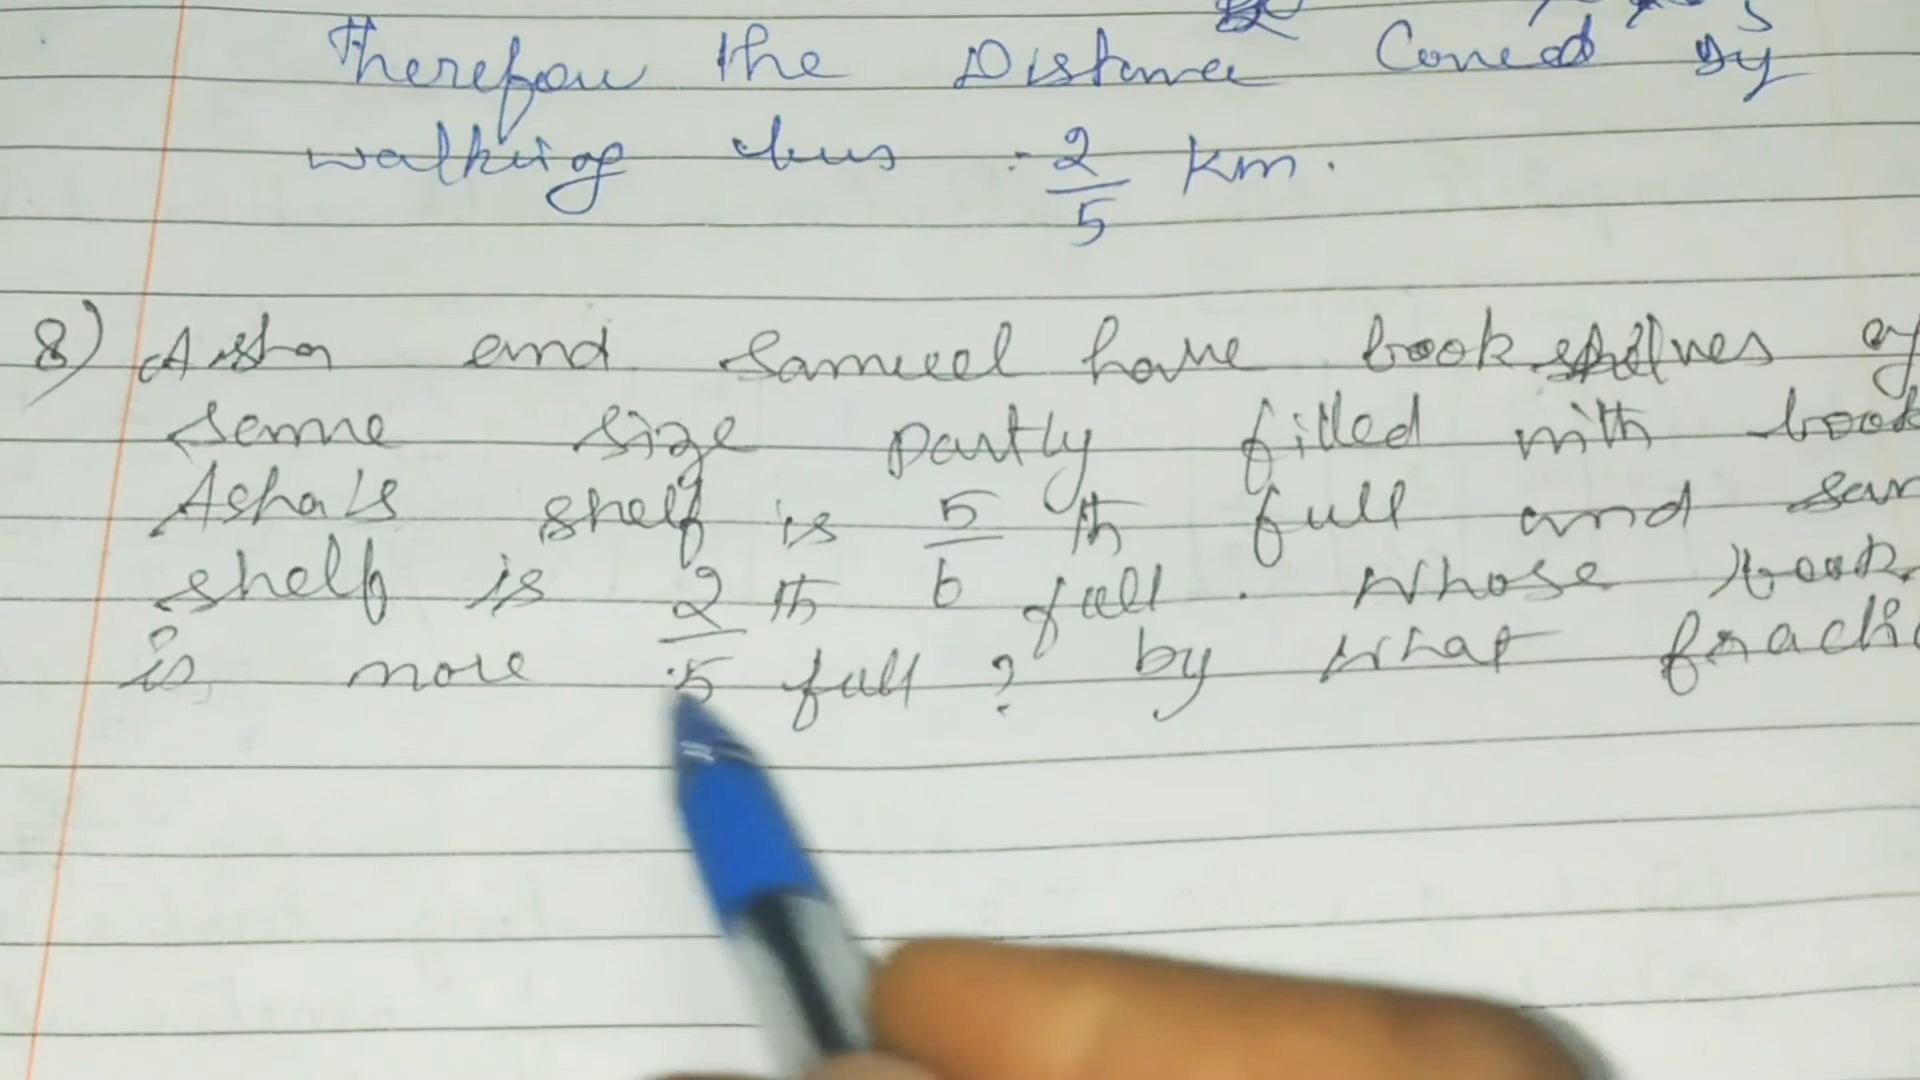 Therefore the Distance Covered by
walking thus = 2/5 km.
8) Asha and Samuel have book shelves of
same size partly filled with book
Asha's shelf is 5/6 th full and sam
shelf is 2/5 th full. Whose book
is more full? by what fracti